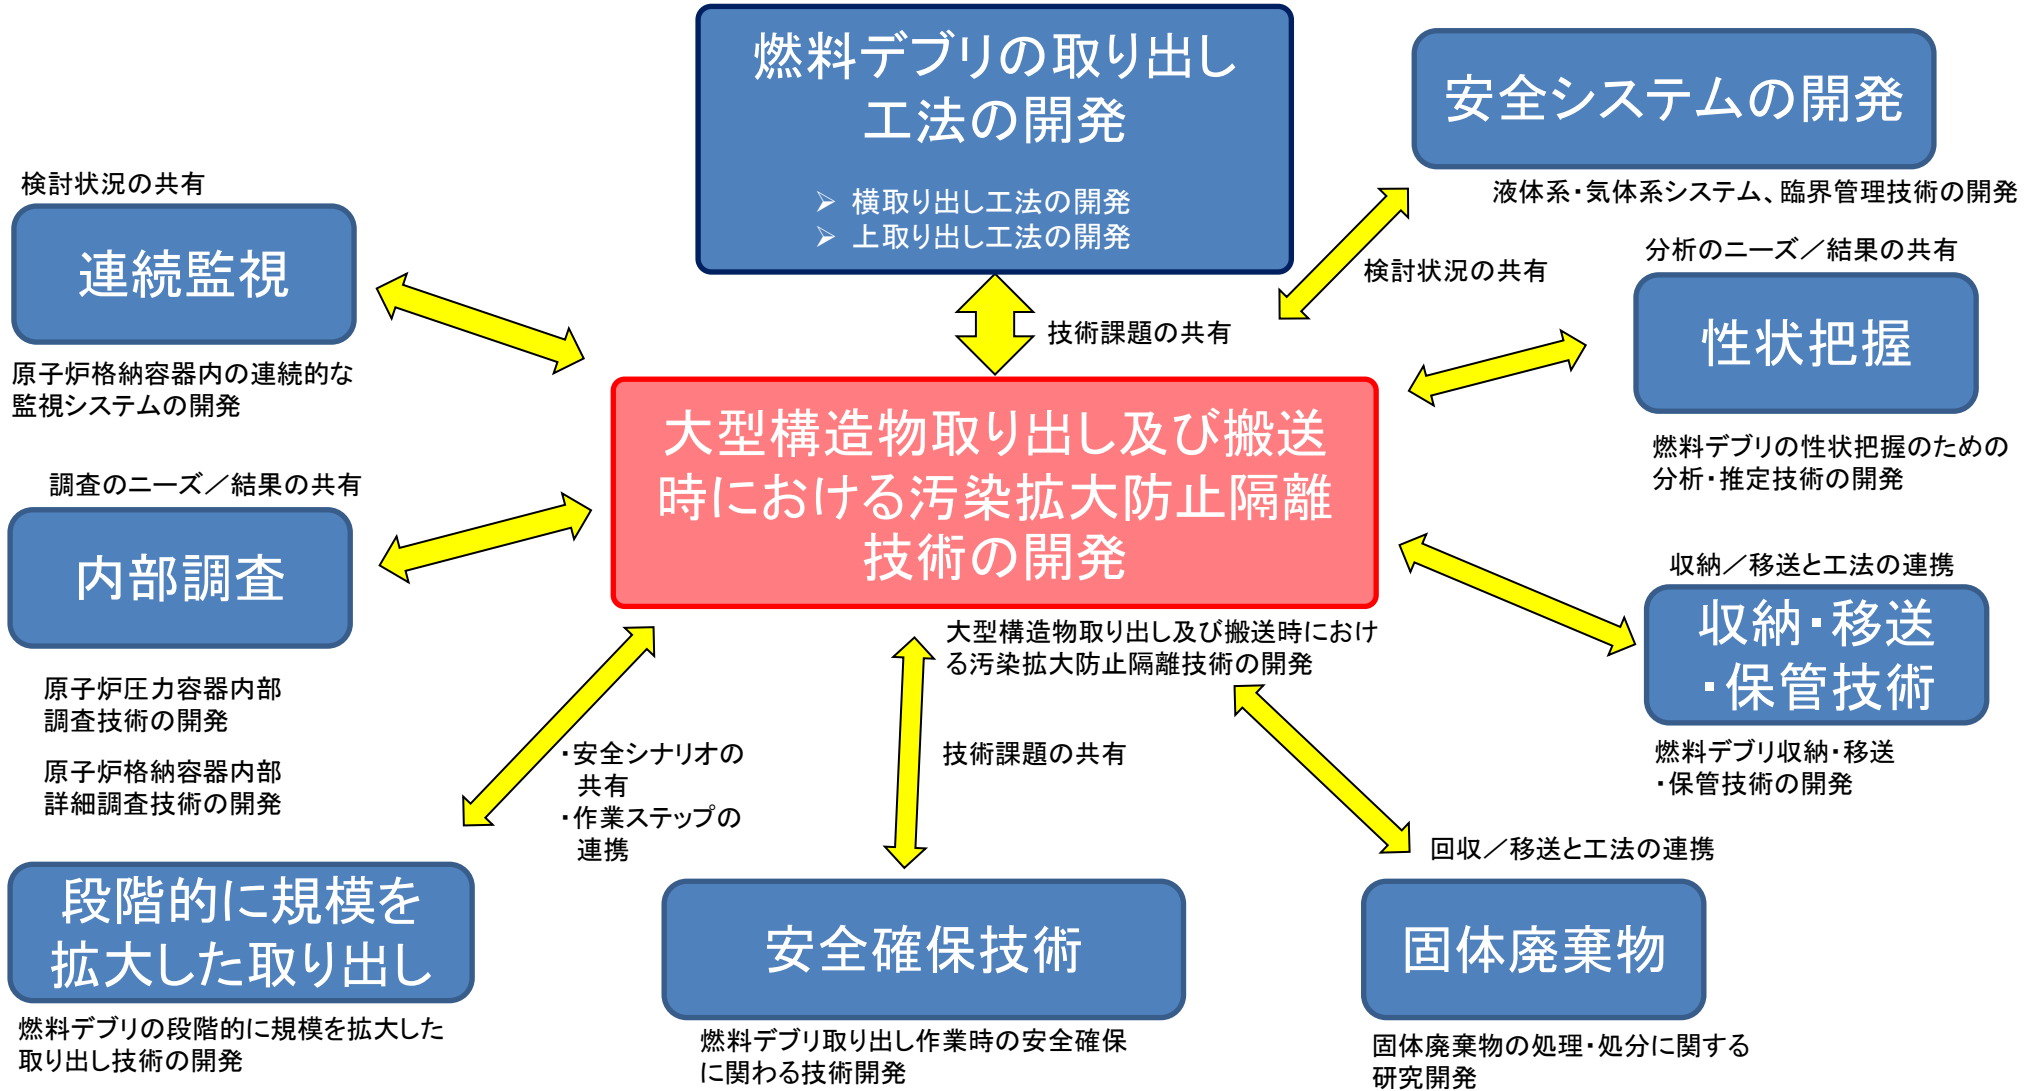 燃料デブリの取り出し
工法の開発
➢ 横取り出し工法の開発
➢ 上取り出し工法の開発
安全システムの開発
液体系・気体系システム、臨界管理技術の開発
検討状況の共有
検討状況の共有
連続監視
原子炉格納容器内の連続的な
監視システムの開発
技術課題の共有
分析のニーズ／結果の共有
性状把握
燃料デブリの性状把握のための
分析・推定技術の開発
大型構造物取り出し及び搬送
時における汚染拡大防止隔離
技術の開発
大型構造物取り出し及び搬送時におけ
る汚染拡大防止隔離技術の開発
調査のニーズ／結果の共有
内部調査
原子炉圧力容器内部
調査技術の開発
原子炉格納容器内部
詳細調査技術の開発
収納／移送と工法の連携
収納・移送
・保管技術
燃料デブリ収納・移送
・保管技術の開発
・安全シナリオの
共有
・作業ステップの
連携
技術課題の共有
回収／移送と工法の連携
段階的に規模を
拡大した取り出し
燃料デブリの段階的に規模を拡大した
取り出し技術の開発
安全確保技術
燃料デブリ取り出し作業時の安全確保
に関わる技術開発
固体廃棄物
固体廃棄物の処理・処分に関する
研究開発